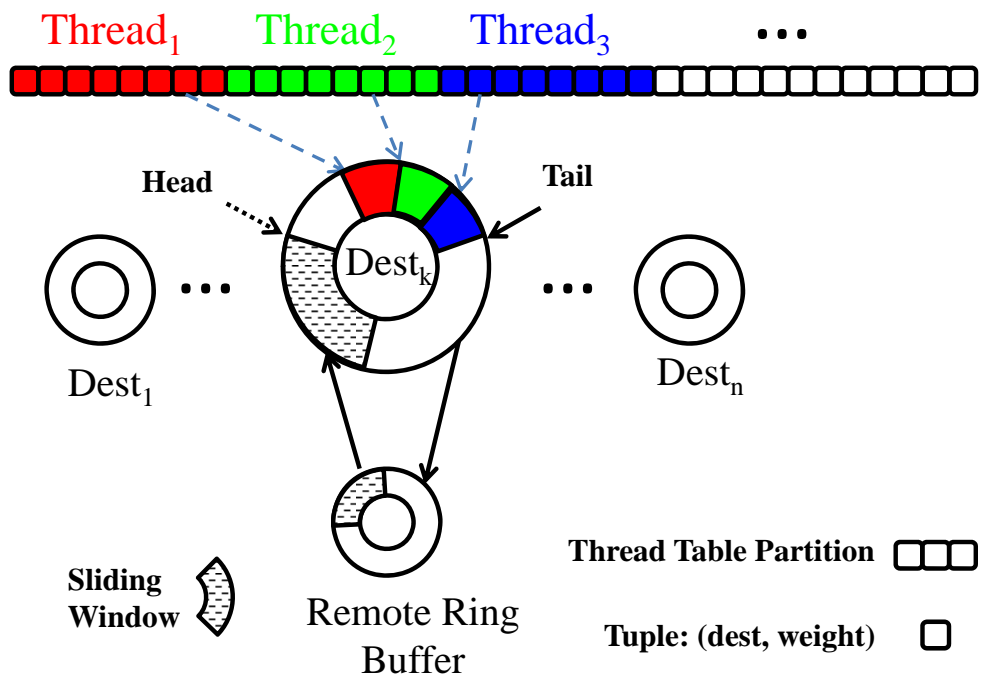 Thread₁ Thread₂ Thread₃ ...
Head
Tail
Destₖ
... ...
Dest₁
Destₙ
Thread Table Partition
Sliding
Window
Remote Ring
Buffer
Tuple: (dest, weight)